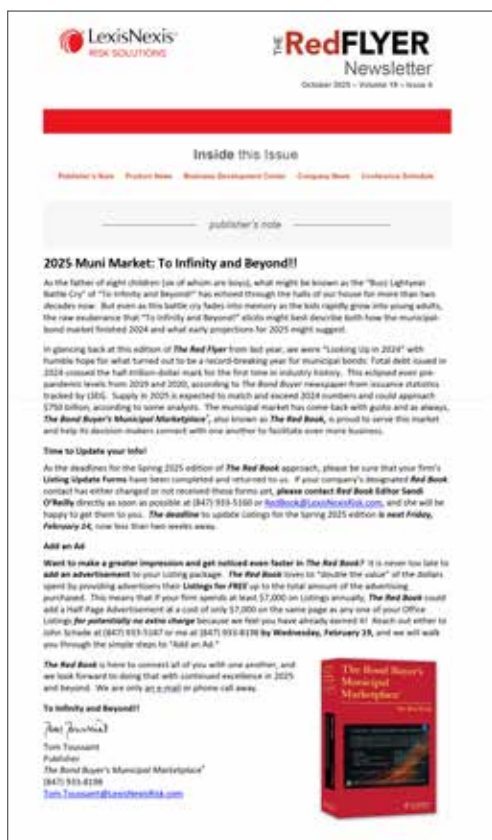 LexisNexis®
RISK SOLUTIONS
THE RedFLYER
Newsletter
October 2025 – Volume 19 – Issue
Inside this Issue
Publisher's Note Product News Business Development Center Company News Conference Schedule
publisher's note
2025 Muni Market: To Infinity and Beyond!!
As the father of eight children (six of whom are boys), what might be known as the "Buzz Lightyear
Battle Cry" of "To Infinity and Beyond!" has echoed through the halls of our house for more than two
decades now. But even as this battle cry fades into memory as the kids rapidly grow into young adults,
the raw exuberance that "To Infinity and Beyond!" elicits might best describe both how the municipal-
bond market finished 2024 and what early projections for 2025 might suggest.
In glancing back at this edition of The Red Flyer from last year, we were "Looking Up in 2024" with
humble hope for what turned out to be a record-breaking year for municipal bonds: Total debt issued in
2024 crossed the half-trillion-dollar mark for the first time in industry history. This eclipsed even pre-
pandemic levels from 2019 and 2020, according to The Bond Buyer newspaper from issuance statistics
tracked by LSEG. Supply in 2025 is expected to match and exceed 2024 numbers and could approach
$750 billion, according to some analysts. The municipal market has come-back with gusto and as always,
The Bond Buyer's Municipal Marketplace®, also known as The Red Book, is proud to serve this market
and help its decision-makers connect with one another to facilitate even more business.
Time to Update your Info!
As the deadlines for the Spring 2025 edition of The Red Book approach, please be sure that your firm's
Listing Update Forms have been completed and returned to us. If your company's designated Red Book
contact has either changed or not received these forms yet, please contact Red Book Editor Sandi
O'Reilly directly as soon as possible at (847) 933-5160 or RedBook@LexisNexisRisk.com, and she will be
happy to get them to you. The deadline to update Listings for the Spring 2025 edition is next Friday,
February 14, now less than two weeks away.
Add an Ad
Want to make a greater impression and get noticed even faster in The Red Book? It is never too late to
add an advertisement to your Listing package. The Red Book loves to "double the value" of the dollars
spent by providing advertisers their Listings for FREE up to the total amount of the advertising
purchased. This means that if your firm spends at least $7,000 on Listings annually, The Red Book could
add a Half-Page Advertisement at a cost of only $7,000 on the same page as any one of your Office
Listings for potentially no extra charge because we feel you have already earned it! Reach out either to
John Schade at (847) 933-5147 or me at (847) 933-8198 by Wednesday, February 19, and we will walk
you through the simple steps to "Add an Ad."
The Red Book is here to connect all of you with one another, and
we look forward to doing that with continued excellence in 2025
and beyond. We are only an e-mail or phone call away.
To Infinity and Beyond!!
Tom Toussaint
Tom Toussaint
Publisher
The Bond Buyer's Municipal Marketplace®
(847) 933-8198
Tom.Toussaint@LexisNexisRisk.com
The Bond Buyer's
Municipal
Marketplace